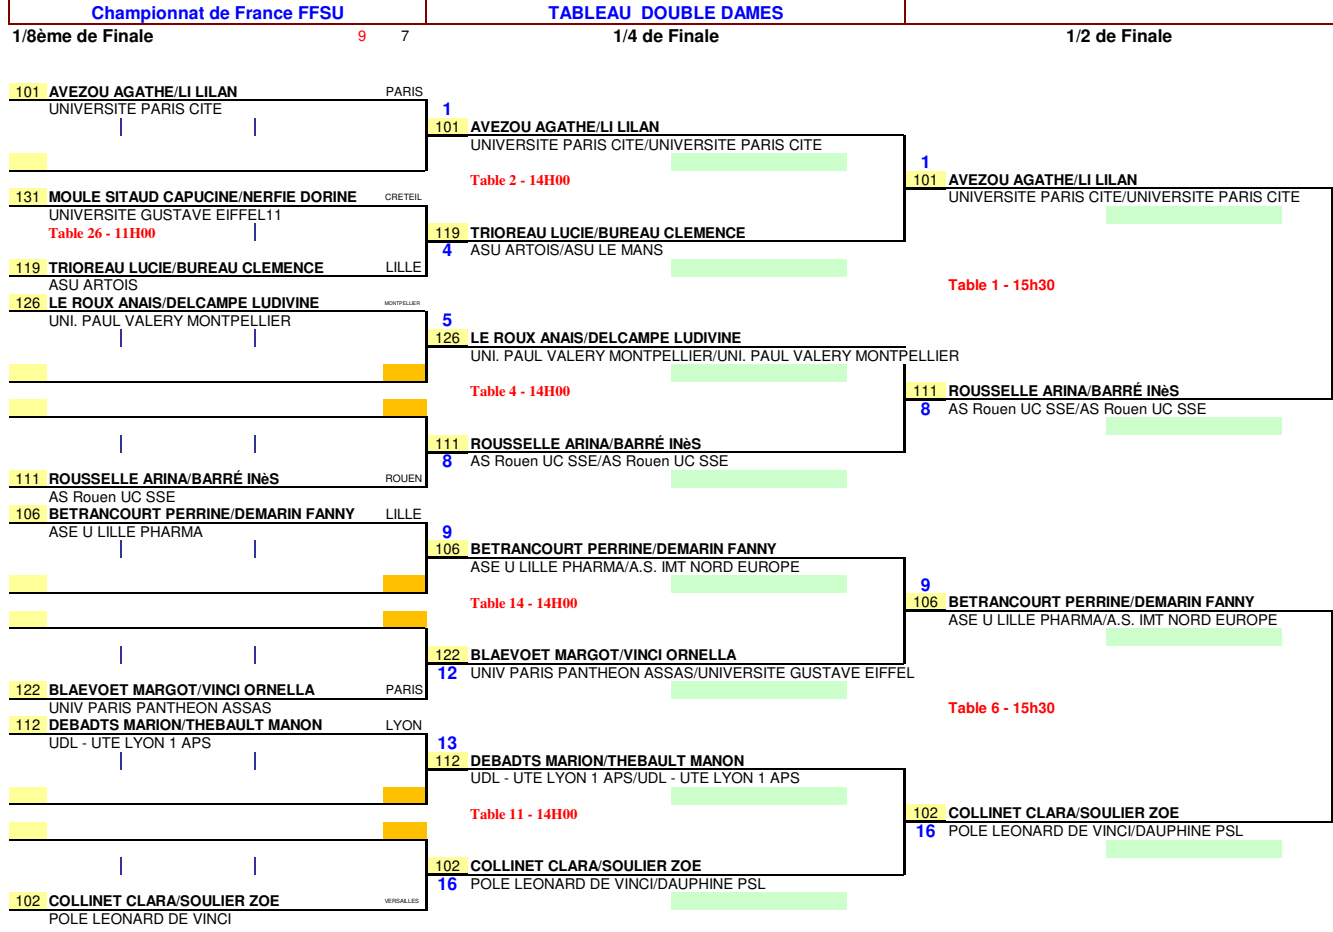 Championnat de France FFSU
TABLEAU DOUBLE DAMES
1/8ème de Finale 9 7
1/4 de Finale
1/2 de Finale
101 AVEZOU AGATHE/LI LILAN PARIS
UNIVERSITE PARIS CITE
131 MOULE SITAUD CAPUCINE/NERFIE DORINE CRETEIL
UNIVERSITE GUSTAVE EIFFEL11
Table 26 - 11H00
119 TRIOREAU LUCIE/BUREAU CLEMENCE LILLE
ASU ARTOIS
126 LE ROUX ANAIS/DELCAMPE LUDIVINE MONTPELLIER
UNI. PAUL VALERY MONTPELLIER
111 ROUSSELLE ARINA/BARRÉ INèS ROUEN
AS Rouen UC SSE
106 BETRANCOURT PERRINE/DEMARIN FANNY LILLE
ASE U LILLE PHARMA
122 BLAEVOET MARGOT/VINCI ORNELLA PARIS
UNIV PARIS PANTHEON ASSAS
112 DEBADTS MARION/THEBAULT MANON LYON
UDL - UTE LYON 1 APS
102 COLLINET CLARA/SOULIER ZOE VERSAILLES
POLE LEONARD DE VINCI
1
101 AVEZOU AGATHE/LI LILAN
UNIVERSITE PARIS CITE/UNIVERSITE PARIS CITE
Table 2 - 14H00
119 TRIOREAU LUCIE/BUREAU CLEMENCE
4 ASU ARTOIS/ASU LE MANS
5
126 LE ROUX ANAIS/DELCAMPE LUDIVINE
UNI. PAUL VALERY MONTPELLIER/UNI. PAUL VALERY MONTPELLIER
Table 4 - 14H00
111 ROUSSELLE ARINA/BARRÉ INèS
8 AS Rouen UC SSE/AS Rouen UC SSE
9
106 BETRANCOURT PERRINE/DEMARIN FANNY
ASE U LILLE PHARMA/A.S. IMT NORD EUROPE
Table 14 - 14H00
122 BLAEVOET MARGOT/VINCI ORNELLA
12 UNIV PARIS PANTHEON ASSAS/UNIVERSITE GUSTAVE EIFFEL
13
112 DEBADTS MARION/THEBAULT MANON
UDL - UTE LYON 1 APS/UDL - UTE LYON 1 APS
Table 11 - 14H00
102 COLLINET CLARA/SOULIER ZOE
16 POLE LEONARD DE VINCI/DAUPHINE PSL
1
101 AVEZOU AGATHE/LI LILAN
UNIVERSITE PARIS CITE/UNIVERSITE PARIS CITE
Table 1 - 15h30
111 ROUSSELLE ARINA/BARRÉ INèS
8 AS Rouen UC SSE/AS Rouen UC SSE
9
106 BETRANCOURT PERRINE/DEMARIN FANNY
ASE U LILLE PHARMA/A.S. IMT NORD EUROPE
Table 6 - 15h30
102 COLLINET CLARA/SOULIER ZOE
16 POLE LEONARD DE VINCI/DAUPHINE PSL